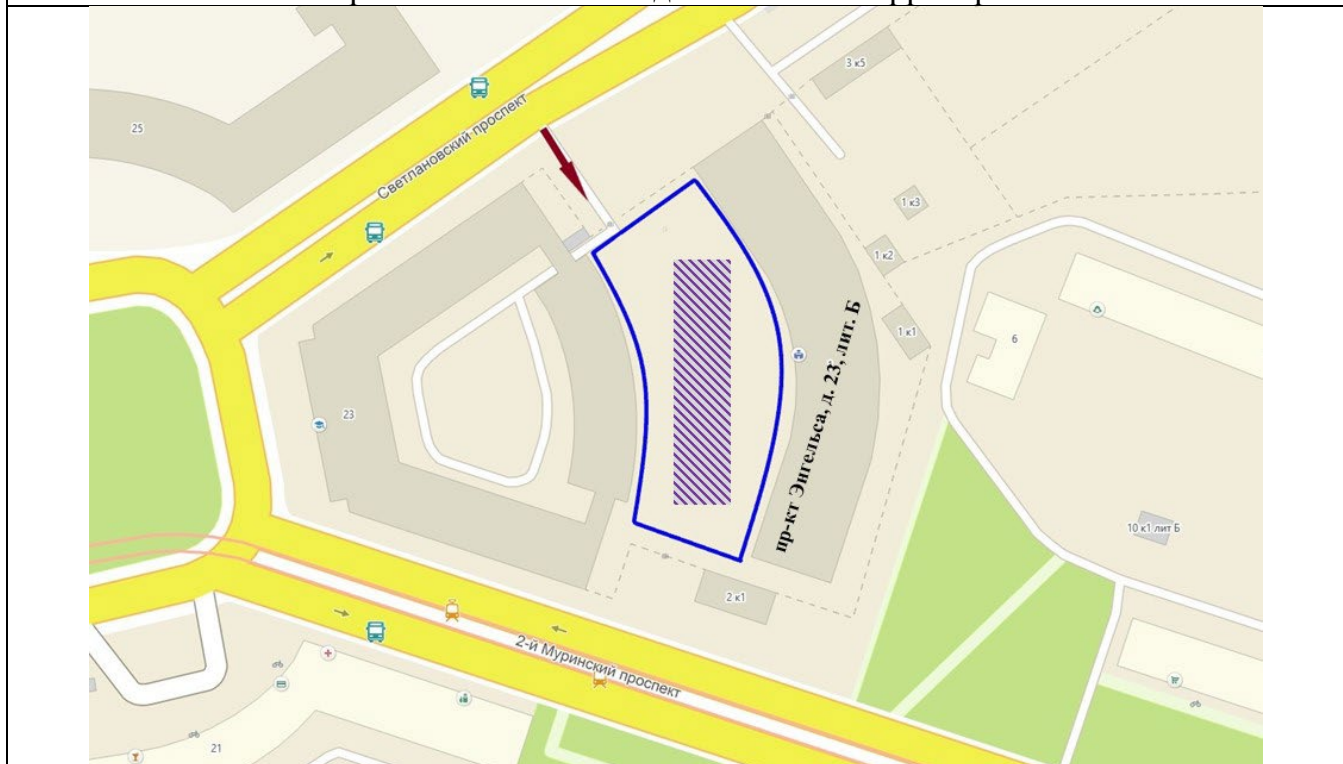 3 к5
25
Светлановский проспект
1 к3
1 к2
1 к1
6
23
пр-кт Энгельса, д. 23, лит. Б
10 к1 лит Б
2 к1
2-й Муринский проспект
21